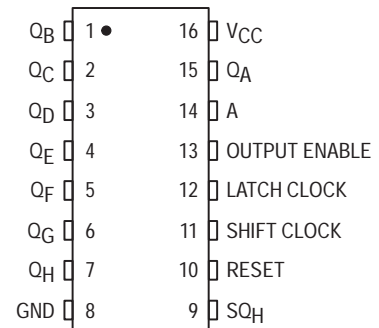 QB 1 16 VCC
QC 2 15 QA
QD 3 14 A
QE 4 13 OUTPUT ENABLE
QF 5 12 LATCH CLOCK
QG 6 11 SHIFT CLOCK
QH 7 10 RESET
GND 8 9 SQH